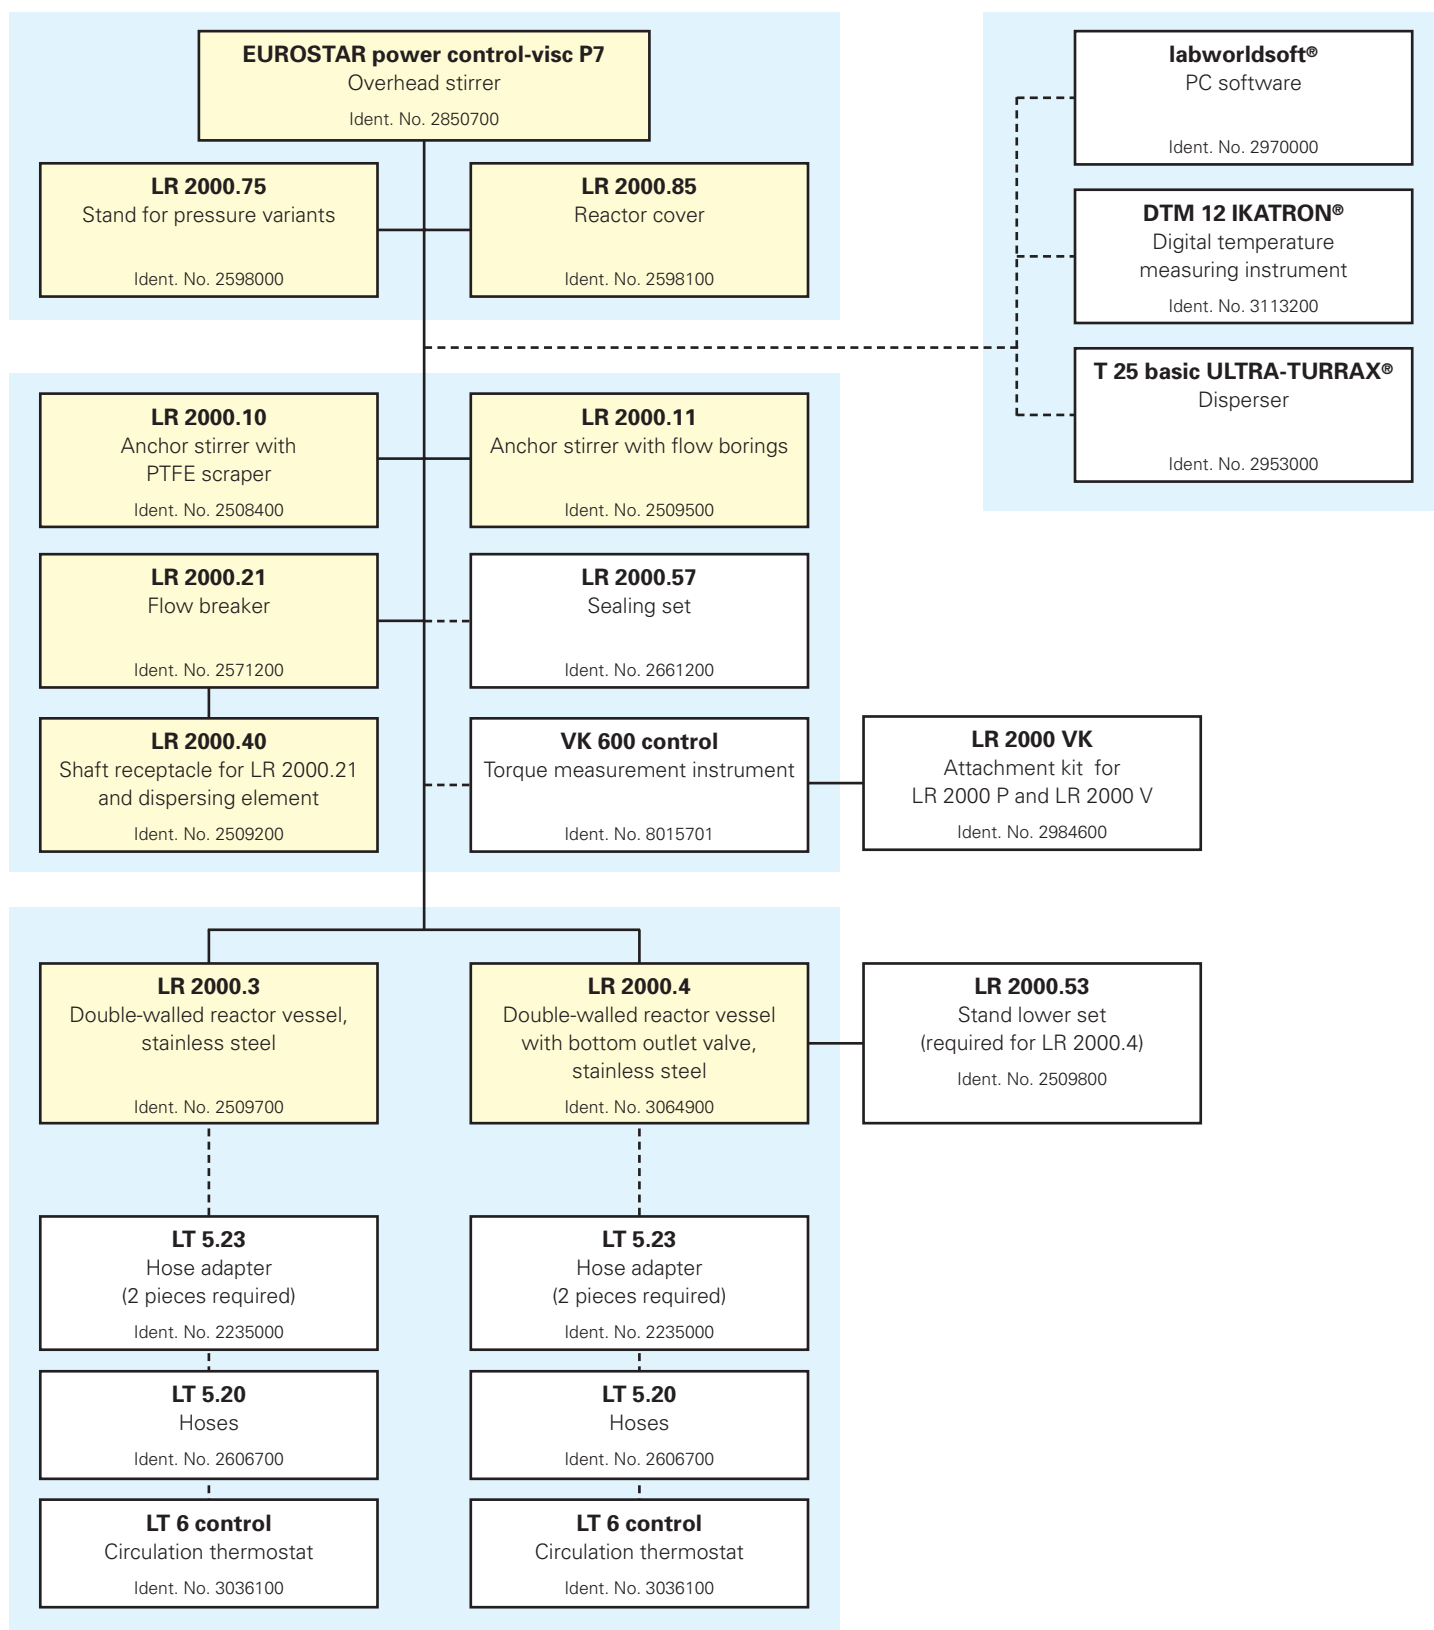 EUROSTAR power control-visc P7
Overhead stirrer
Ident. No. 2850700
LR 2000.75
Stand for pressure variants
Ident. No. 2598000
LR 2000.85
Reactor cover
Ident. No. 2598100
labworldsoft®
PC software
Ident. No. 2970000
DTM 12 IKATRON®
Digital temperature
measuring instrument
Ident. No. 3113200
T 25 basic ULTRA-TURRAX®
Disperser
Ident. No. 2953000
LR 2000.10
Anchor stirrer with
PTFE scraper
Ident. No. 2508400
LR 2000.11
Anchor stirrer with flow borings
Ident. No. 2509500
LR 2000.21
Flow breaker
Ident. No. 2571200
LR 2000.57
Sealing set
Ident. No. 2661200
LR 2000.40
Shaft receptacle for LR 2000.21
and dispersing element
Ident. No. 2509200
VK 600 control
Torque measurement instrument
Ident. No. 8015701
LR 2000 VK
Attachment kit for
LR 2000 P and LR 2000 V
Ident. No. 2984600
LR 2000.3
Double-walled reactor vessel,
stainless steel
Ident. No. 2509700
LR 2000.4
Double-walled reactor vessel
with bottom outlet valve,
stainless steel
Ident. No. 3064900
LR 2000.53
Stand lower set
(required for LR 2000.4)
Ident. No. 2509800
LT 5.23
Hose adapter
(2 pieces required)
Ident. No. 2235000
LT 5.23
Hose adapter
(2 pieces required)
Ident. No. 2235000
LT 5.20
Hoses
Ident. No. 2606700
LT 5.20
Hoses
Ident. No. 2606700
LT 6 control
Circulation thermostat
Ident. No. 3036100
LT 6 control
Circulation thermostat
Ident. No. 3036100